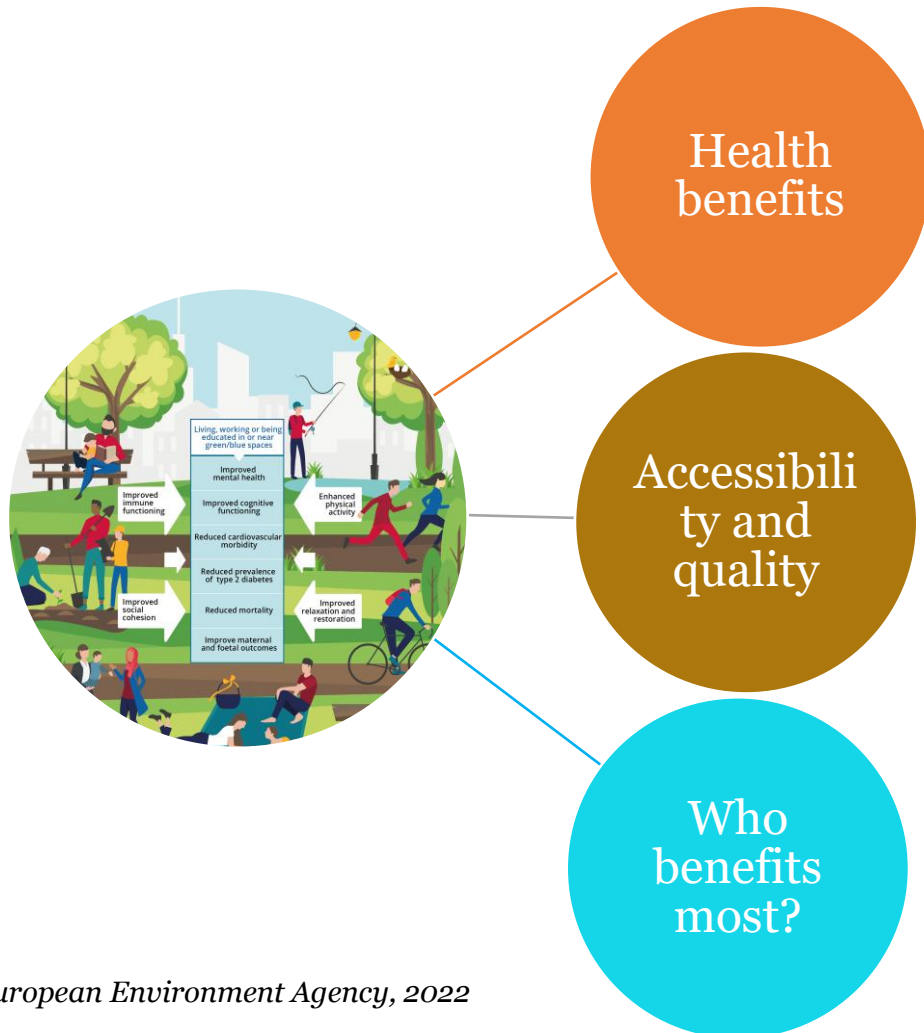 Health
benefits
Living, working or being
educated in or near
green/blue spaces
Improved
mental health
Improved cognitive
functioning
Reduced cardiovascular
morbidity
Reduced prevalence
of type 2 diabetes
Reduced mortality
Improve maternal
and foetal outcomes
Improved
immune
functioning
Improved
social
cohesion
Enhanced
physical
activity
Improved
relaxation and
restoration
Accessibili
ty and
quality
Who
benefits
most?
uropean Environment Agency, 2022